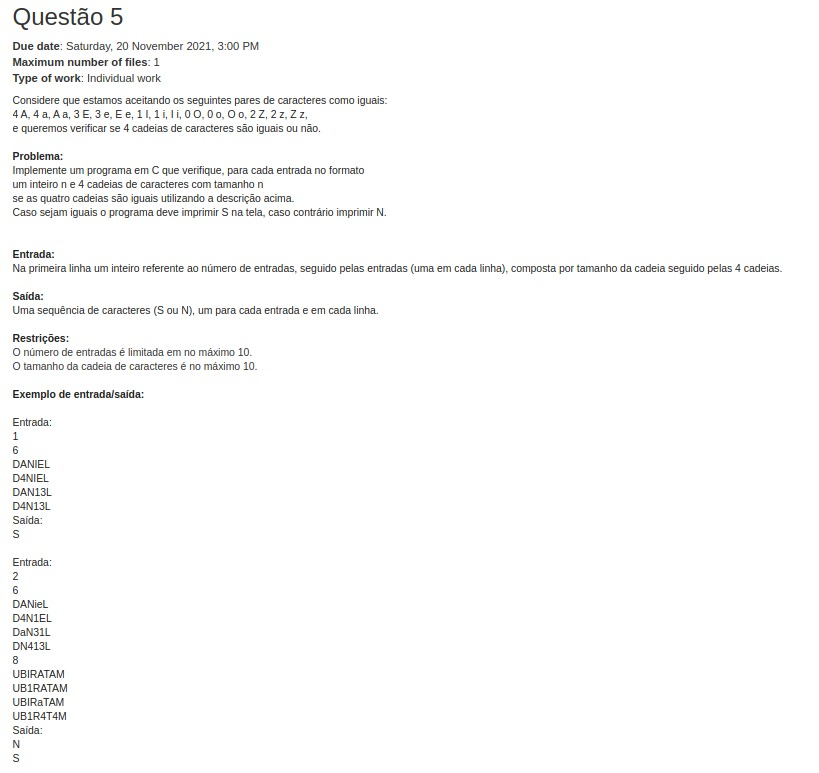 Questão 5
Due date: Saturday, 20 November 2021, 3:00 PM
Maximum number of files: 1
Type of work: Individual work
Considere que estamos aceitando os seguintes pares de caracteres como iguais:
4 A, 4 a, A a, 3 E, 3 e, E e, 1 I, 1 i, I i, 0 O, 0 o, O o, 2 Z, 2 z, Z z,
e queremos verificar se 4 cadeias de caracteres são iguais ou não.
Problema:
Implemente um programa em C que verifique, para cada entrada no formato
um inteiro n e 4 cadeias de caracteres com tamanho n
se as quatro cadeias são iguais utilizando a descrição acima.
Caso sejam iguais o programa deve imprimir S na tela, caso contrário imprimir N.
Entrada:
Na primeira linha um inteiro referente ao número de entradas, seguido pelas entradas (uma em cada linha), composta por tamanho da cadeia seguido pelas 4 cadeias.
Saída:
Uma sequência de caracteres (S ou N), um para cada entrada e em cada linha.
Restrições:
O número de entradas é limitada em no máximo 10.
O tamanho da cadeia de caracteres é no máximo 10.
Exemplo de entrada/saída:
Entrada:
1
6
DANIEL
D4NIEL
DAN13L
D4N13L
Saída:
S
Entrada:
2
6
DANieL
D4N1EL
DaN31L
DN413L
8
UBIRATAM
UB1RATAM
UBIRaTAM
UB1R4T4M
Saída:
N
S